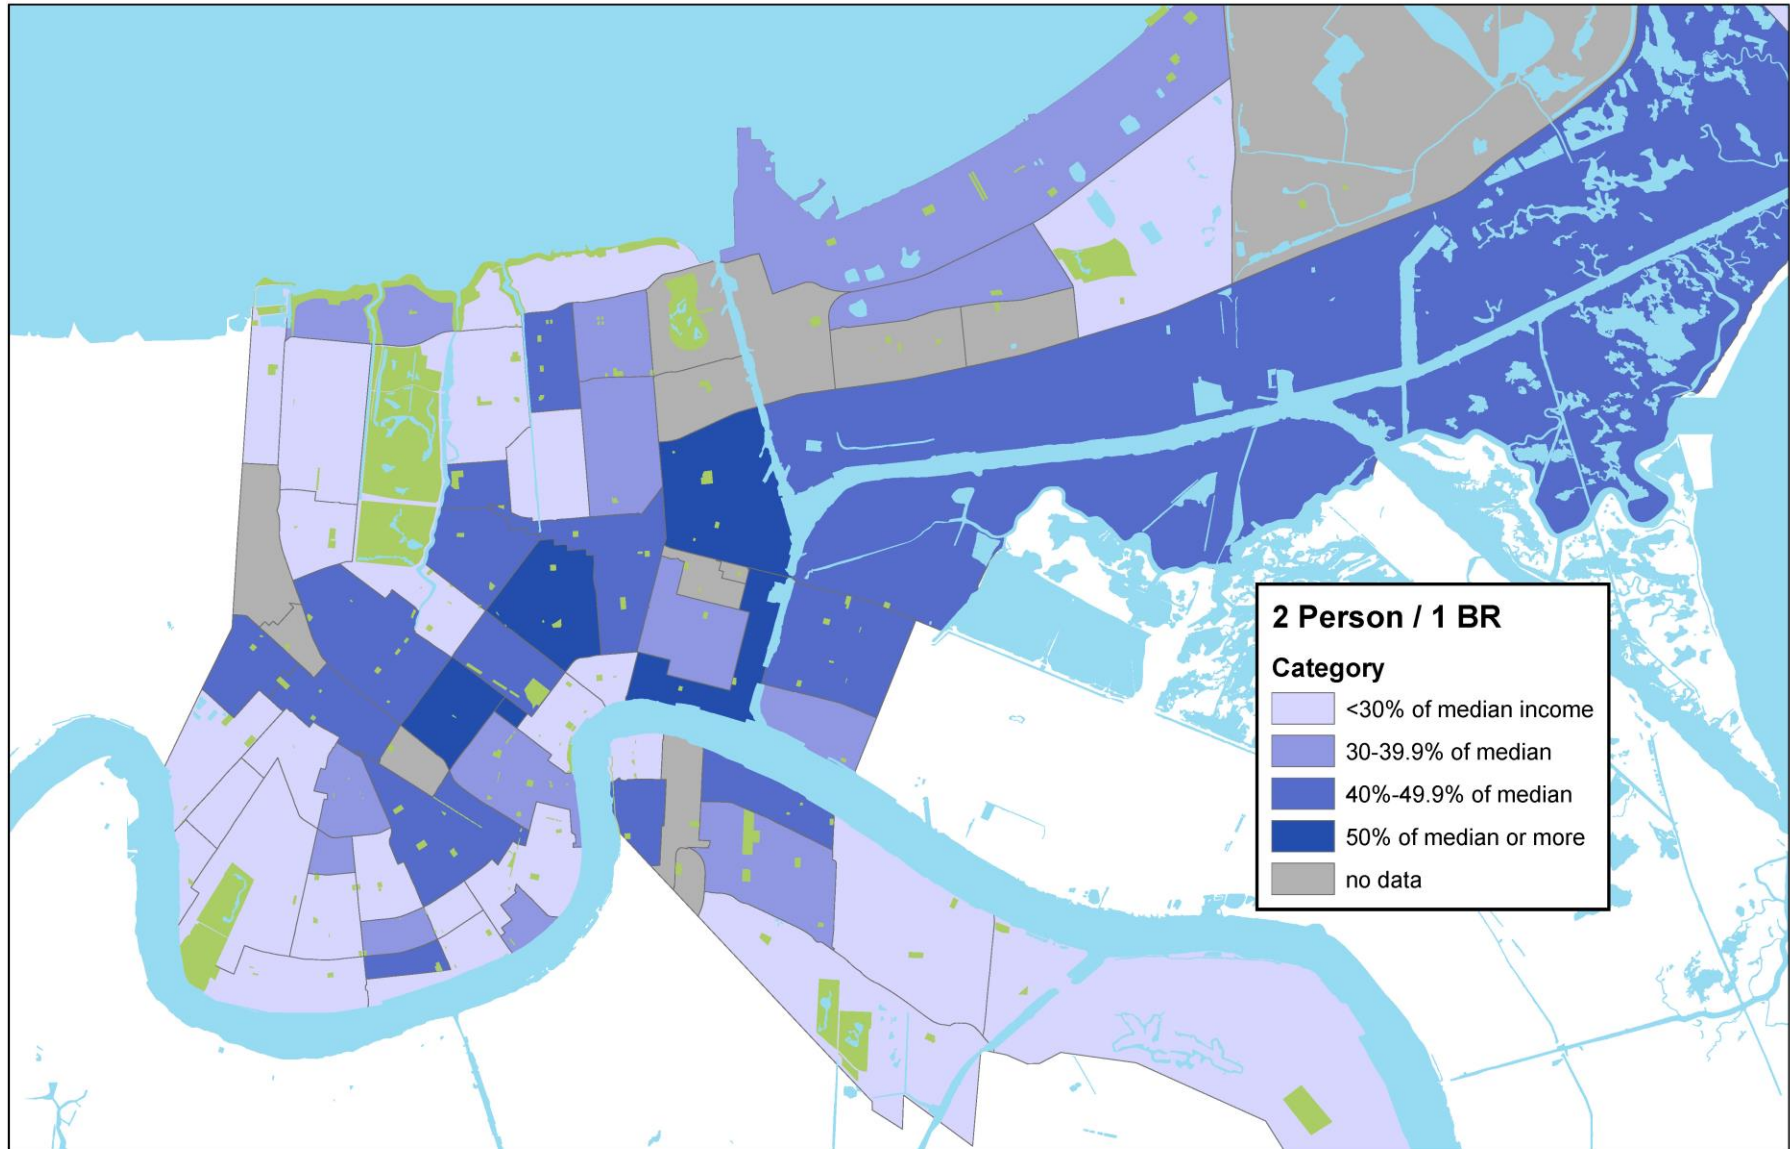 2 Person / 1 BR
Category
<30% of median income
30-39.9% of median
40%-49.9% of median
50% of median or more
no data